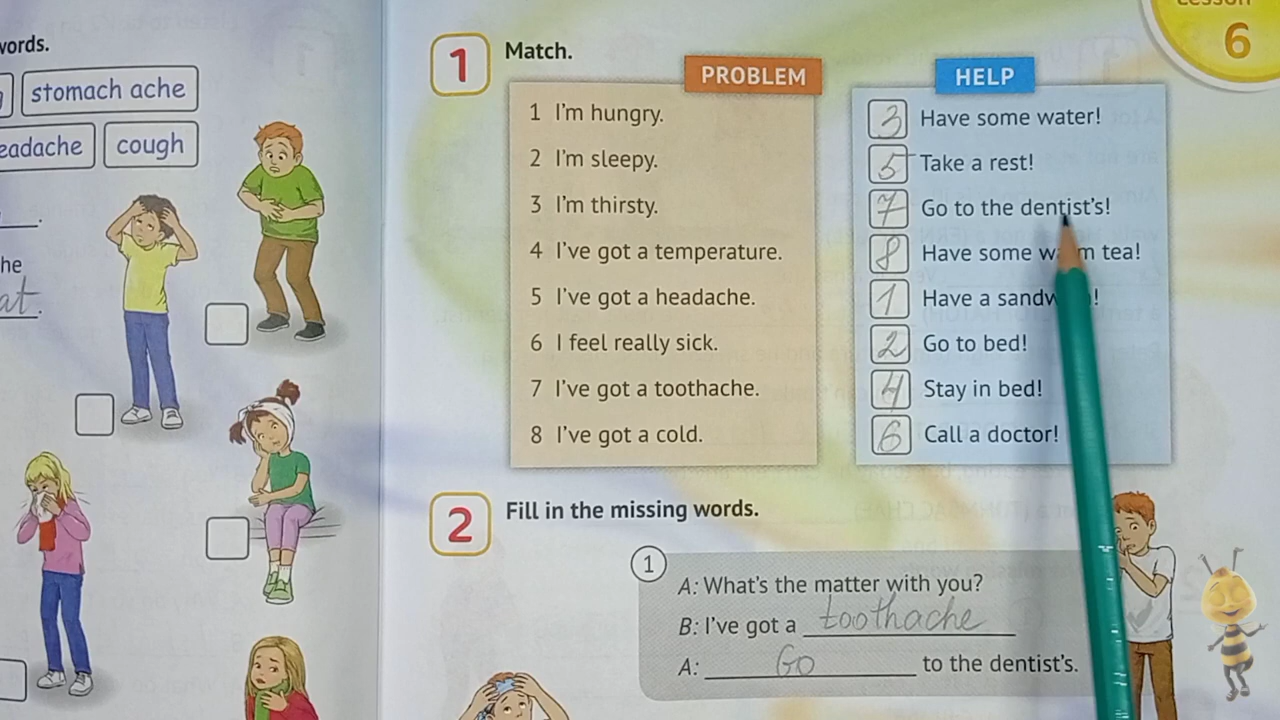 words.
stomach ache
eadache
cough
he
at.
Lesson
6
1 Match.
PROBLEM
1 I'm hungry.
2 I'm sleepy.
3 I'm thirsty.
4 I've got a temperature.
5 I've got a headache.
6 I feel really sick.
7 I've got a toothache.
8 I've got a cold.
HELP
3 Have some water!
5 Take a rest!
7 Go to the dentist's!
8 Have some warm tea!
1 Have a sandw !
2 Go to bed!
4 Stay in bed!
6 Call a doctor!
2 Fill in the missing words.
1
A: What's the matter with you?
B: I've got a toothache
A: Go to the dentist's.